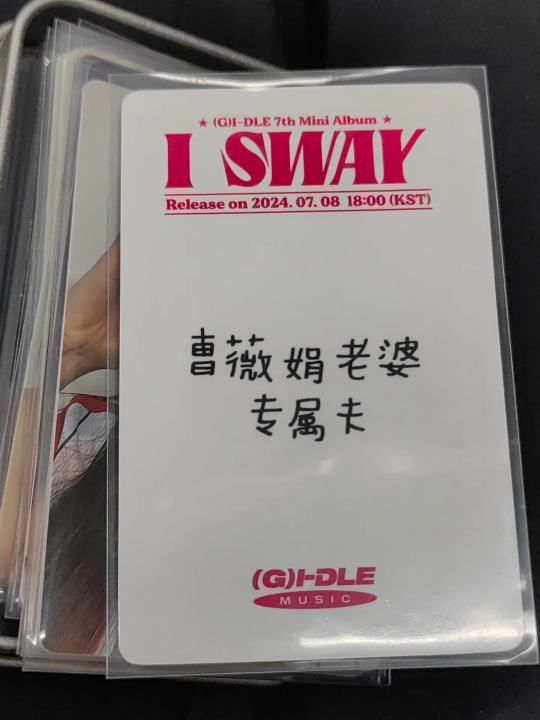 ★ (G)I-DLE 7th Mini Album ★
I SWAY
Release on 2024. 07. 08 18:00 (KST)
曺薇娟老婆
专属夫
(G)I-DLE
MUSIC